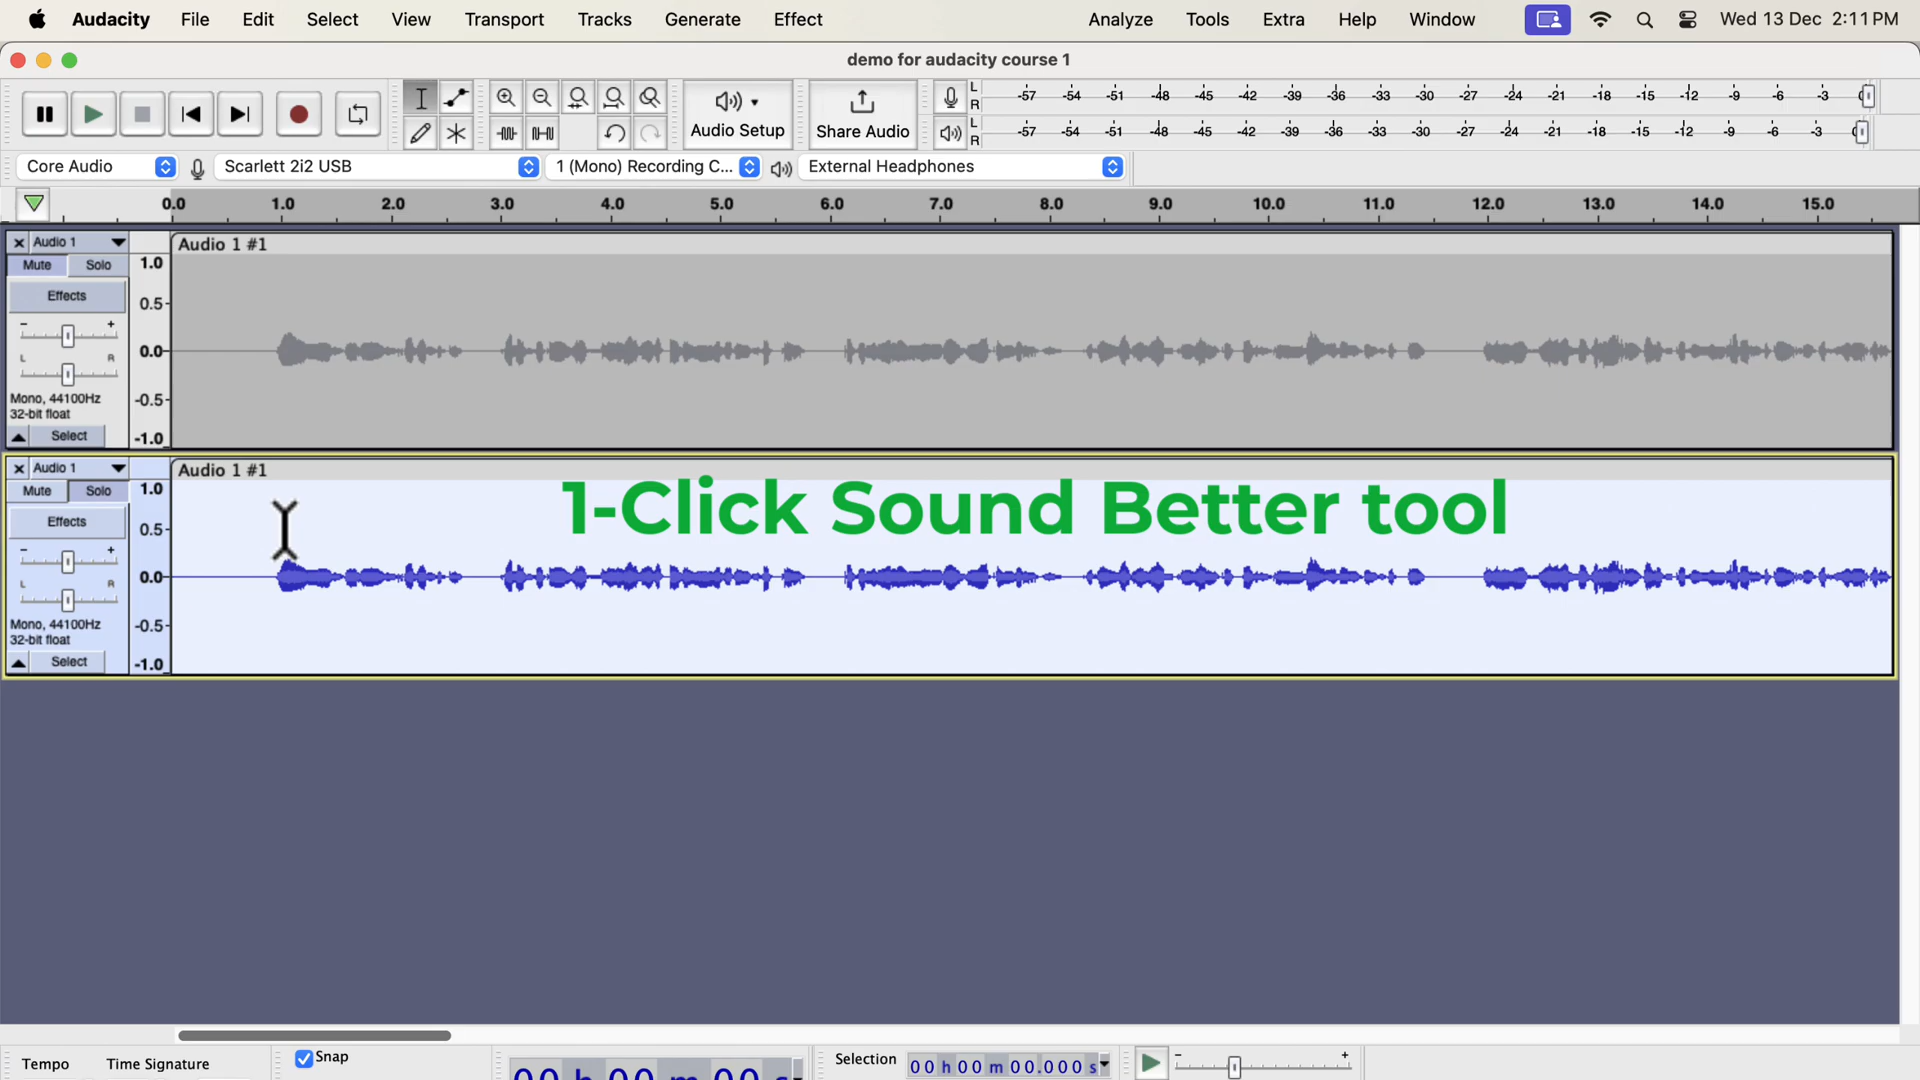 Audacity File Edit Select View Transport Tracks Generate Effect Analyze Tools Extra Help Window Wed 13 Dec 2:11 PM
demo for audacity course 1
Audio Setup Share Audio
L -57 -54 -51 -48 -45 -42 -39 -36 -33 -30 -27 -24 -21 -18 -15 -12 -9 -6 -3 0
R
L -57 -54 -51 -48 -45 -42 -39 -36 -33 -30 -27 -24 -21 -18 -15 -12 -9 -6 -3 0
R
Core Audio Scarlett 2i2 USB 1 (Mono) Recording C... External Headphones
0.0 1.0 2.0 3.0 4.0 5.0 6.0 7.0 8.0 9.0 10.0 11.0 12.0 13.0 14.0 15.0
Audio 1 Audio 1 #1
Mute Solo 1.0
Effects 0.5
- +
L R 0.0
Mono, 44100Hz -0.5
32-bit float
Select -1.0
Audio 1 Audio 1 #1
Mute Solo 1.0
1-Click Sound Better tool
Effects 0.5
- +
L R 0.0
Mono, 44100Hz -0.5
32-bit float
Select -1.0
Tempo Time Signature Snap 00 h 00 m 00 s Selection 00 h 00 m 00.000 s - +